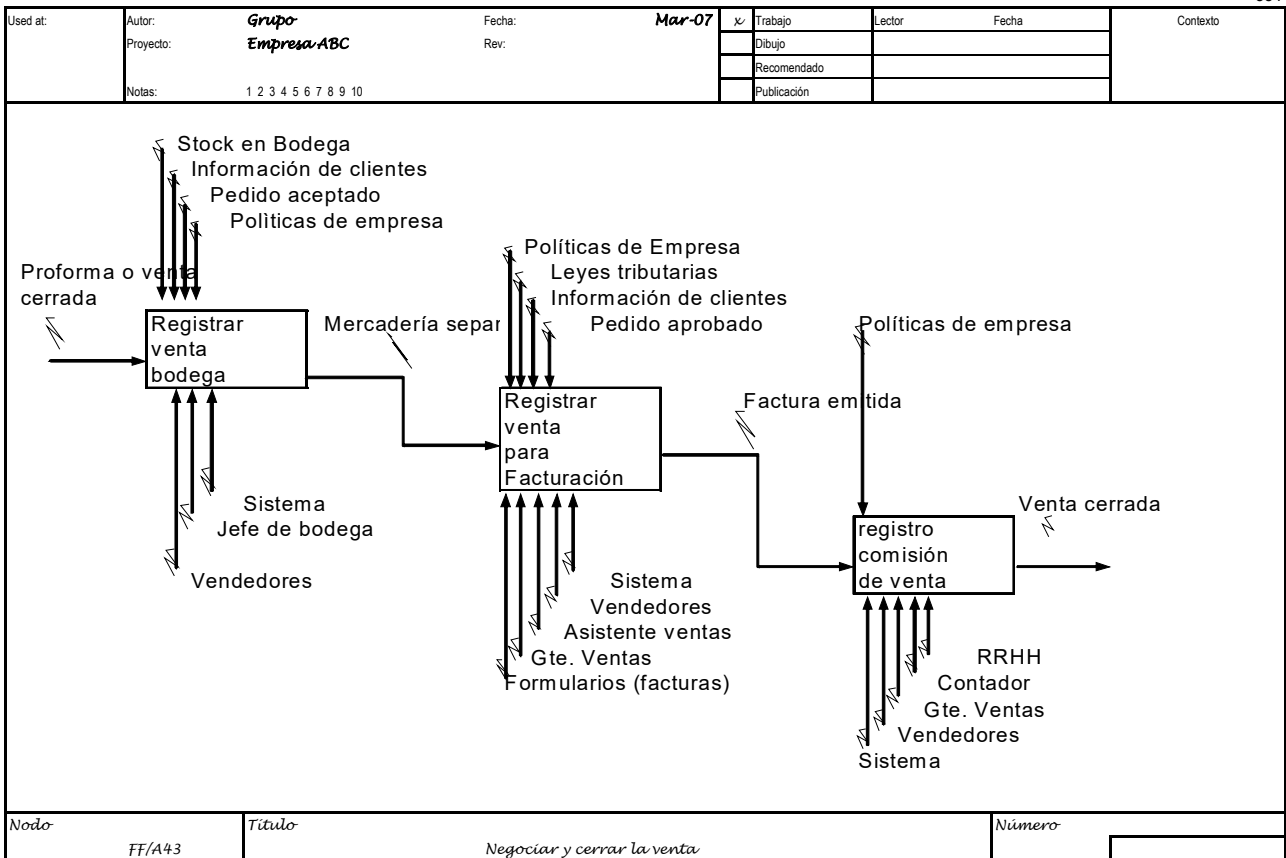 Used at:
Autor: Grupo Fecha: Mar-07 x Trabajo Lector Fecha Contexto
Proyecto: Empresa ABC Rev: Dibujo
Recomendado
Notas: 1 2 3 4 5 6 7 8 9 10 Publicación
Stock en Bodega
Información de clientes
Pedido aceptado
Polìticas de empresa
Proforma o venta
cerrada
Registrar
venta
bodega
Mercadería separ
Sistema
Jefe de bodega
Vendedores
Políticas de Empresa
Leyes tributarias
Información de clientes
Pedido aprobado
Registrar
venta
para
Facturación
Factura emitida
Sistema
Vendedores
Asistente ventas
Gte. Ventas
Formularios (facturas)
Políticas de empresa
registro
comisión
de venta
Venta cerrada
RRHH
Contador
Gte. Ventas
Vendedores
Sistema
Nodo Título Número
FF/A43 Negociar y cerrar la venta